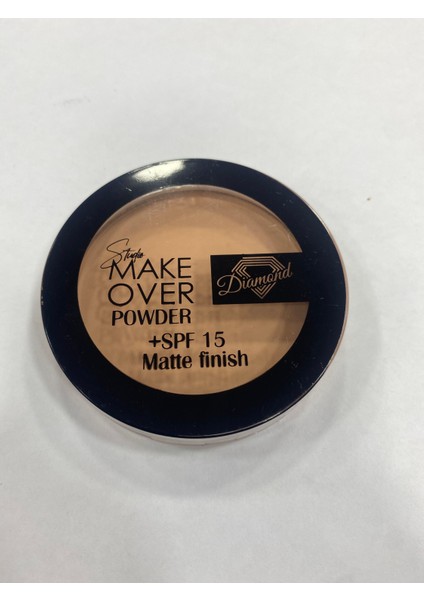 Studio
MAKE
OVER
POWDER
+SPF 15
Matte finish
Diamond